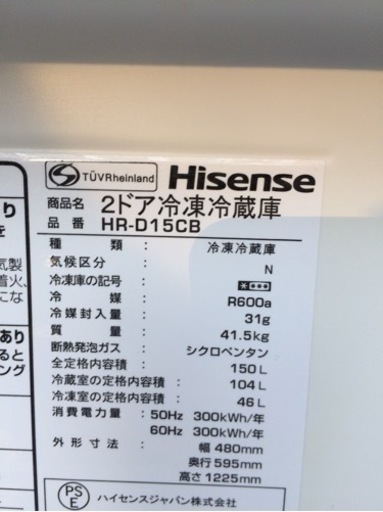 TÜVRheinland Hisense
商品名 2ドア冷凍冷蔵庫
品番 HR-D15CB
種類 冷凍冷蔵庫
気候区分 N
冷凍庫の記号
冷媒 R600a
冷媒封入量 31g
質量 41.5kg
断熱発泡ガス シクロペンタン
全定格内容積 150L
冷蔵室の定格内容積 104L
冷凍室の定格内容積 46L
消費電力量 50Hz 300kWh/年
60Hz 300kWh/年
外形寸法 幅 480mm
奥行 595mm
高さ 1225mm
PSE ハイセンスジャパン株式会社
り
を
気製
着火、
にな
あり
ると
ング